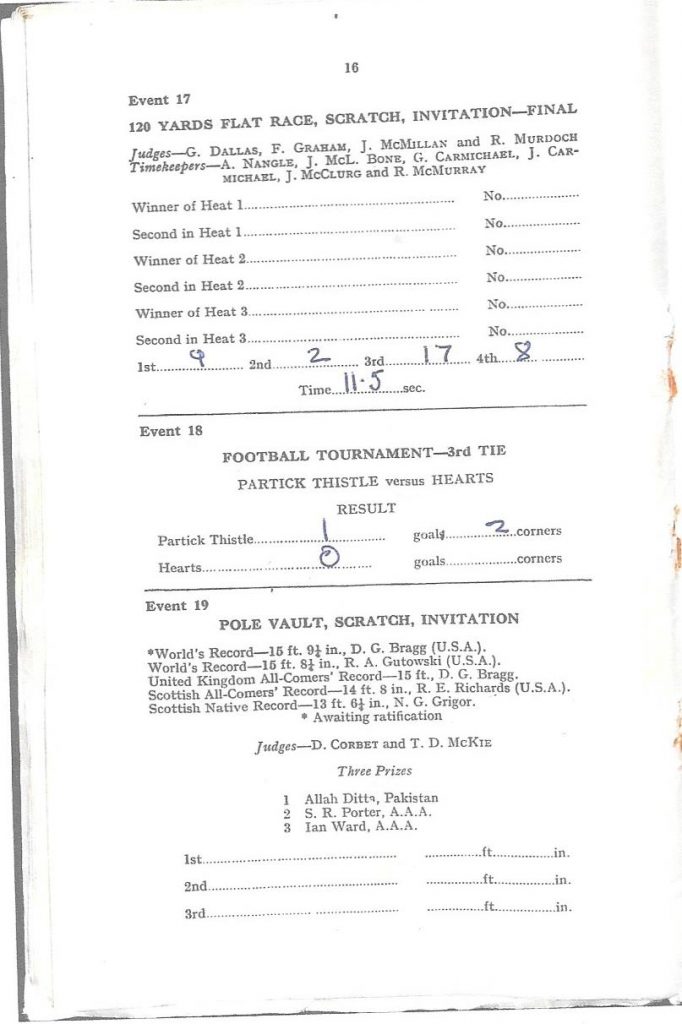 16
Event 17
120 YARDS FLAT RACE, SCRATCH, INVITATION—FINAL
Judges—G. DALLAS, F. GRAHAM, J. MCMILLAN and R. MURDOCH
Timekeepers—A. NANGLE, J. MCL. BONE, G. CARMICHAEL, J. CAR-
MICHAEL, J. MCCLURG and R. MCMURRAY
Winner of Heat 1.................... No....................
Second in Heat 1.................... No....................
Winner of Heat 2.................... No....................
Second in Heat 2.................... No....................
Winner of Heat 3.................... No....................
Second in Heat 3.................... No....................
1st....9.... 2nd....2.... 3rd....17.... 4th....8....
Time....11·5....sec.
Event 18
FOOTBALL TOURNAMENT—3rd TIE
PARTICK THISTLE versus HEARTS
RESULT
Partick Thistle....1.... goals....2....corners
Hearts....0.... goals....................corners
Event 19
POLE VAULT, SCRATCH, INVITATION
*World's Record—15 ft. 9¼ in., D. G. Bragg (U.S.A.).
World's Record—15 ft. 8¼ in., R. A. Gutowski (U.S.A.).
United Kingdom All-Comers' Record—15 ft., D. G. Bragg.
Scottish All-Comers' Record—14 ft. 8 in., R. E. Richards (U.S.A.).
Scottish Native Record—13 ft. 6¼ in., N. G. Grigor.
* Awaiting ratification
Judges—D. CORBET and T. D. MCKIE
Three Prizes
1 Allah Ditta, Pakistan
2 S. R. Porter, A.A.A.
3 Ian Ward, A.A.A.
1st.................... ..........ft...........in.
2nd.................... ..........ft...........in.
3rd.................... ..........ft...........in.